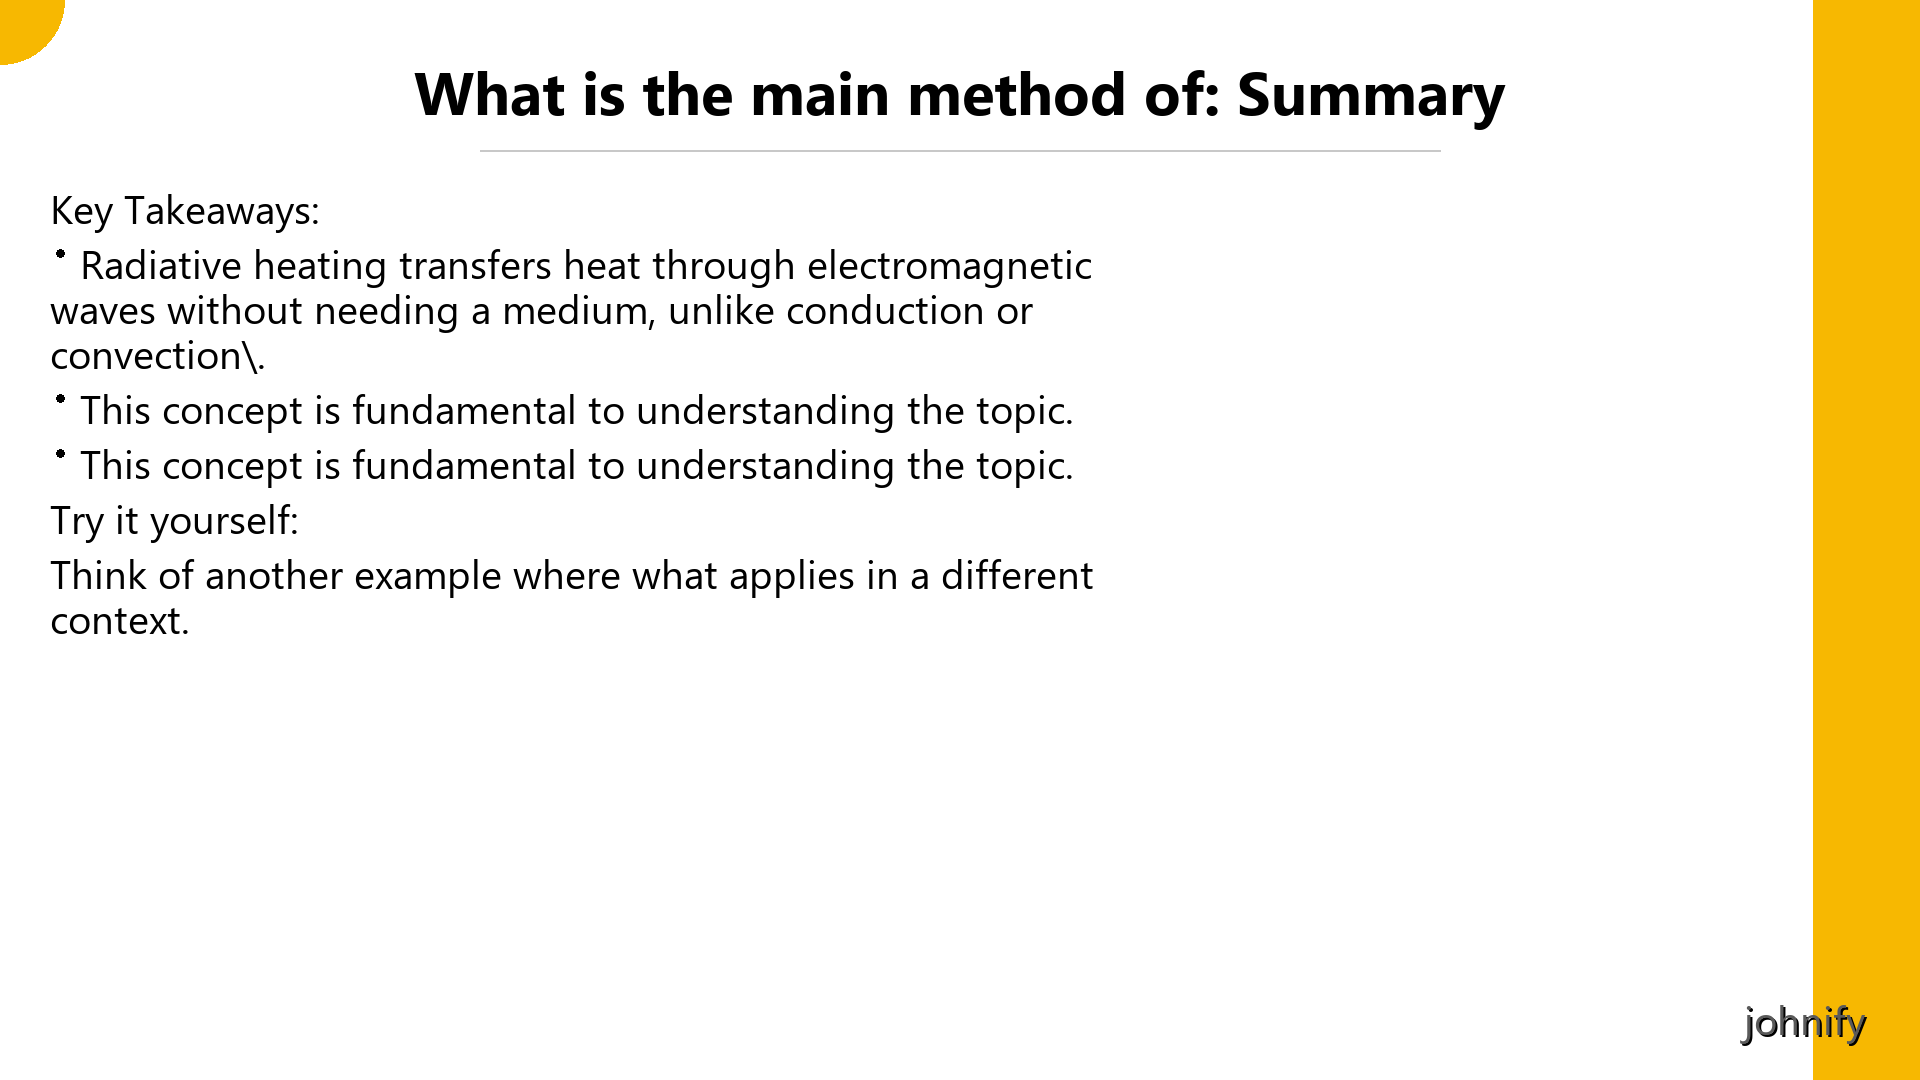 What is the main method of: Summary
Key Takeaways:
• Radiative heating transfers heat through electromagnetic
waves without needing a medium, unlike conduction or
convection\.
• This concept is fundamental to understanding the topic.
• This concept is fundamental to understanding the topic.
Try it yourself:
Think of another example where what applies in a different
context.
johnify